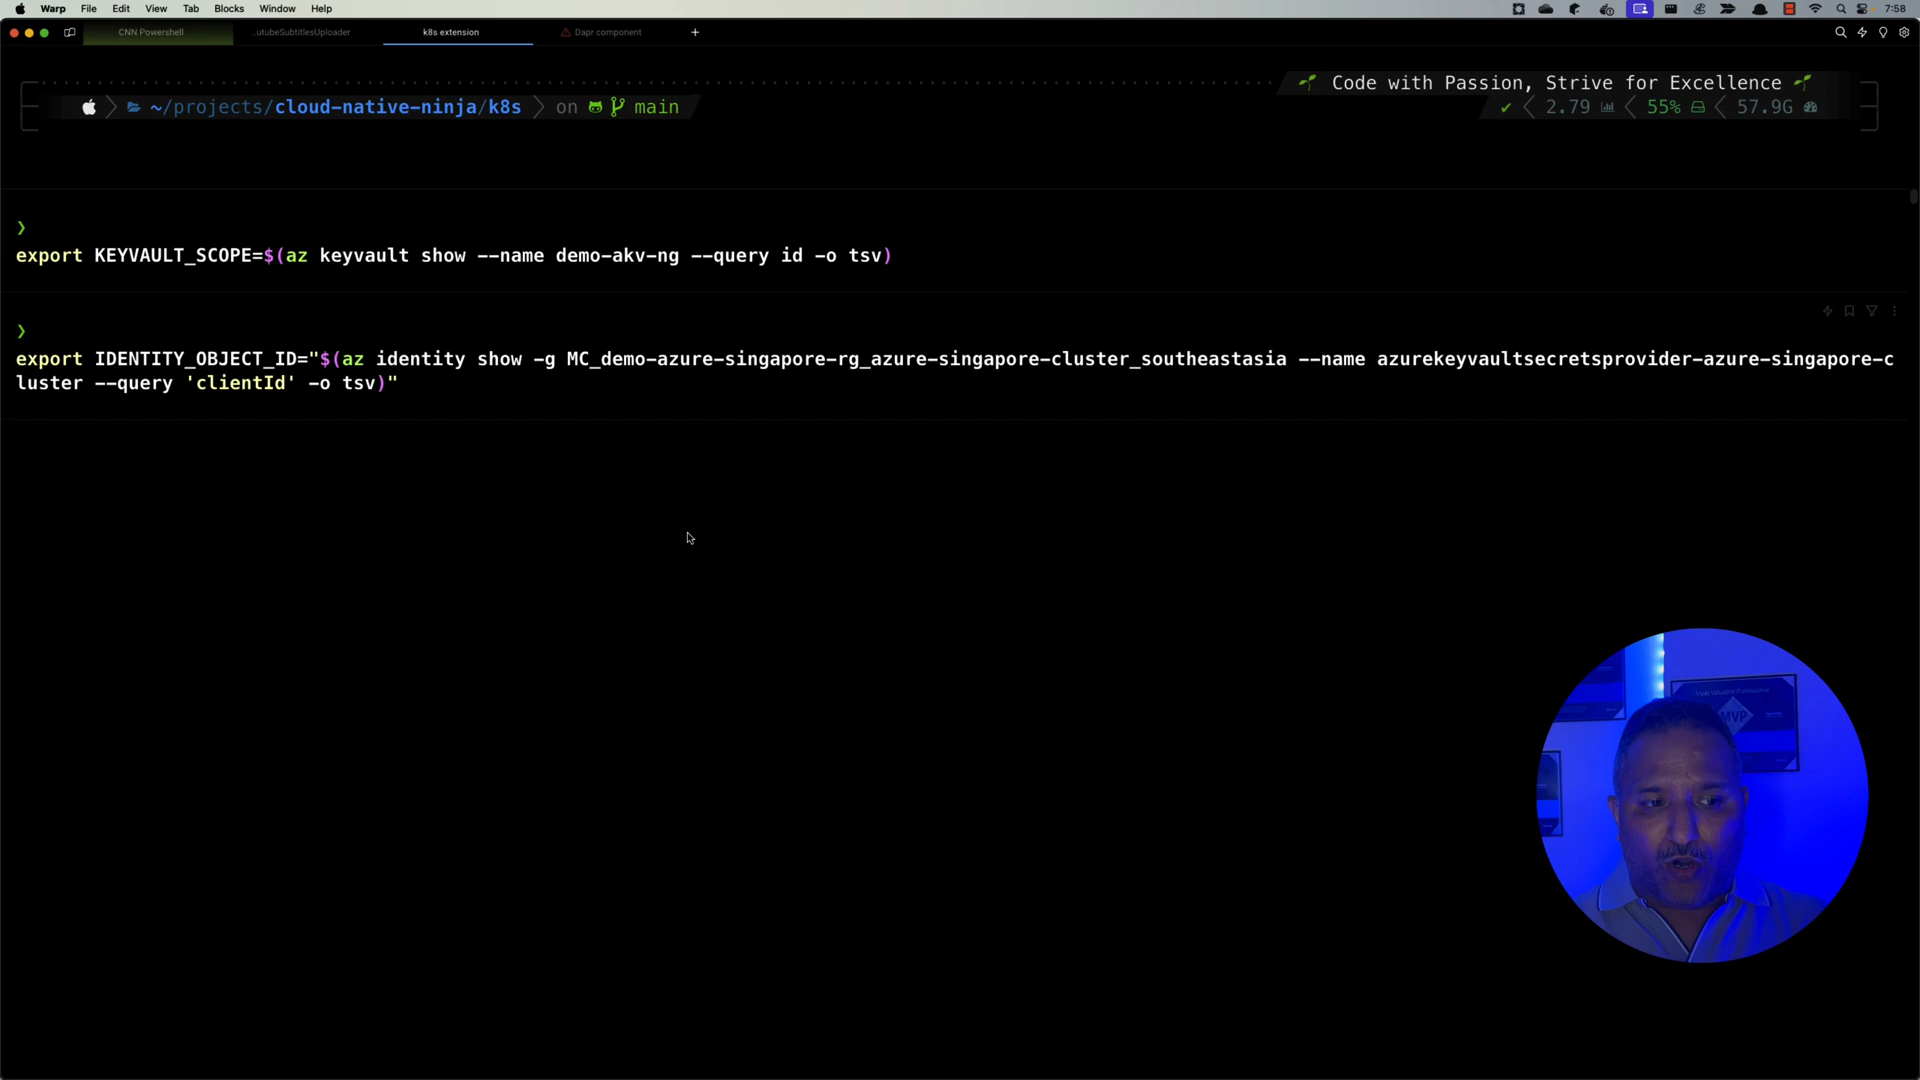 Warp File Edit View Tab Blocks Window Help 7:58
CNN Powershell ...utubeSubtitlesUploader k8s extension Dapr component +
Code with Passion, Strive for Excellence
~/projects/cloud-native-ninja/k8s on main ✔ 2.79 55% 57.9G
❯
export KEYVAULT_SCOPE=$(az keyvault show --name demo-akv-ng --query id -o tsv)
❯
export IDENTITY_OBJECT_ID="$(az identity show -g MC_demo-azure-singapore-rg_azure-singapore-cluster_southeastasia --name azurekeyvaultsecretsprovider-azure-singapore-c
luster --query 'clientId' -o tsv)"
MVP